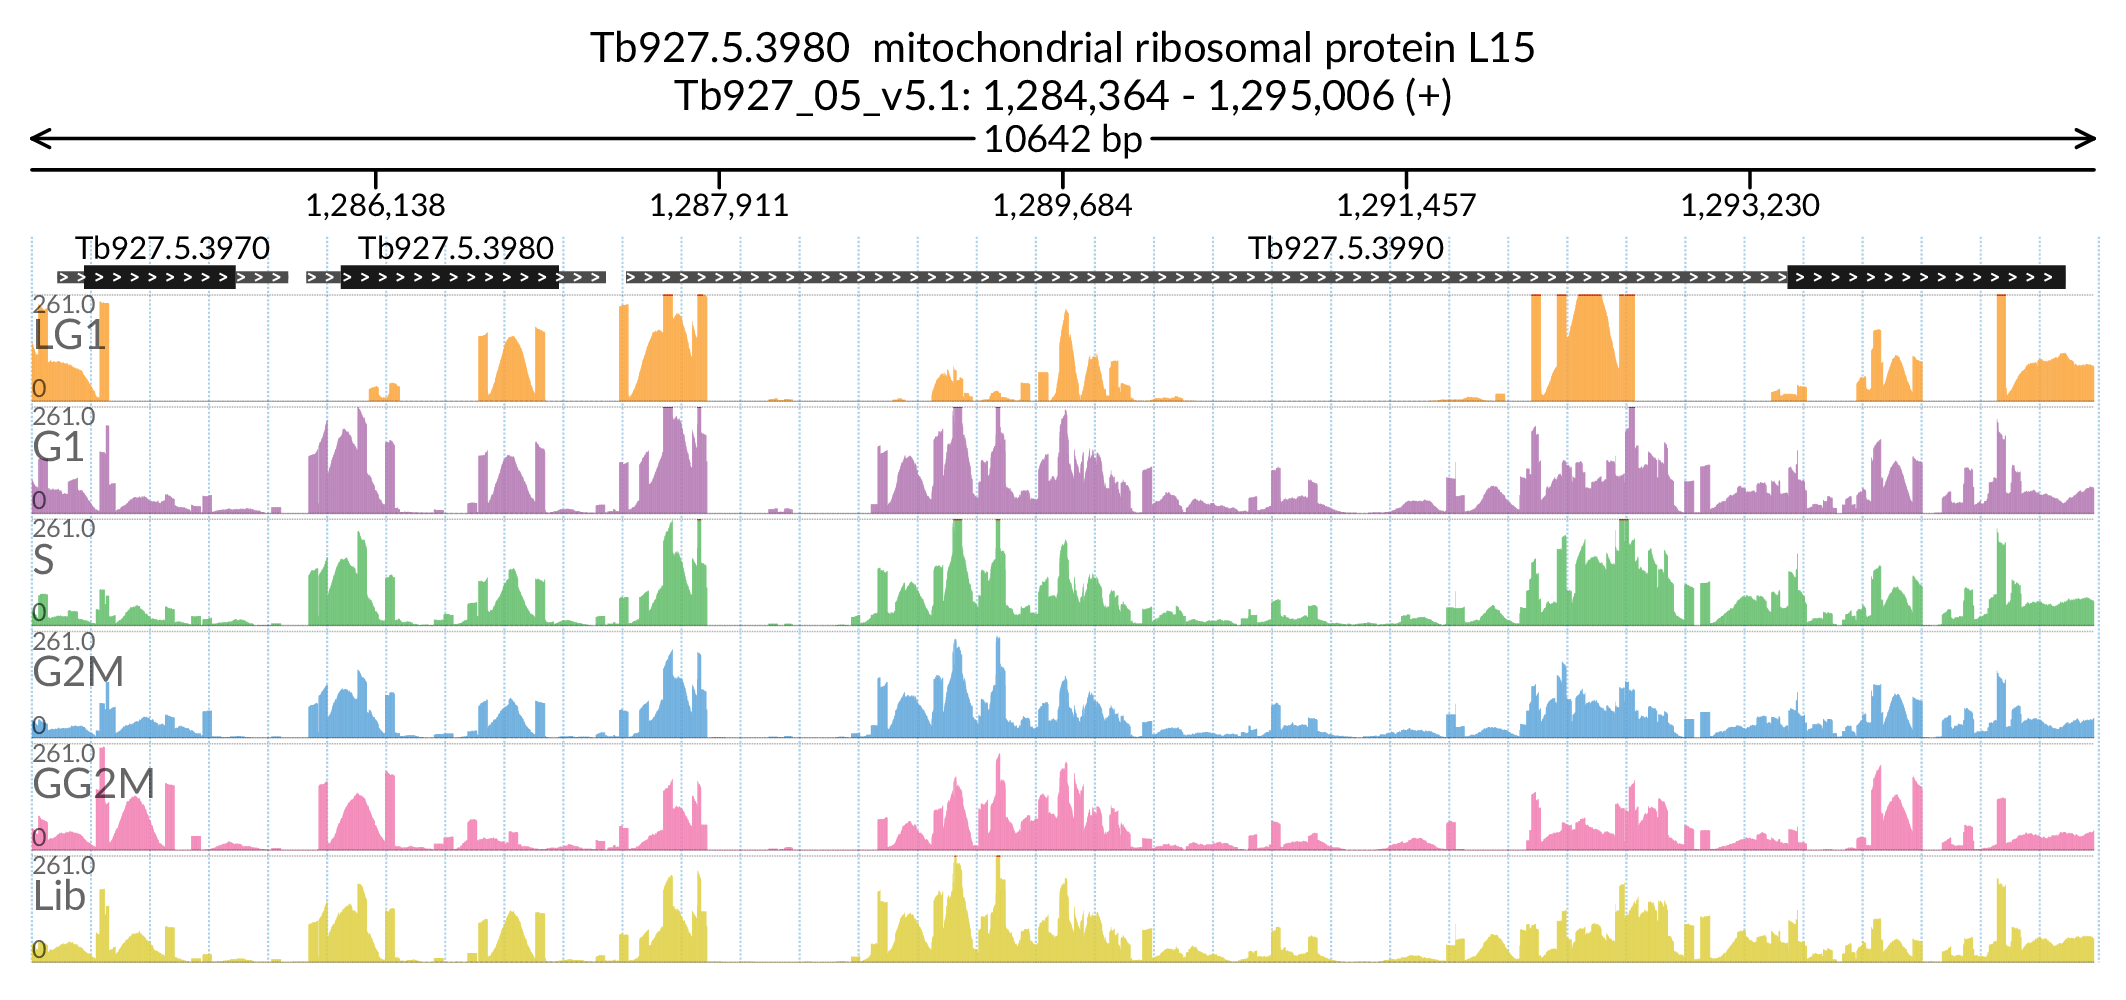 Tb927.5.3980  mitochondrial ribosomal protein L15
Tb927_05_v5.1: 1,284,364 - 1,295,006 (+)
10642 bp
1,286,138 1,287,911 1,289,684 1,291,457 1,293,230
Tb927.5.3970 Tb927.5.3980 Tb927.5.3990
261.0
LG1
0
261.0
G1
0
261.0
S
0
261.0
G2M
0
261.0
GG2M
0
261.0
Lib
0